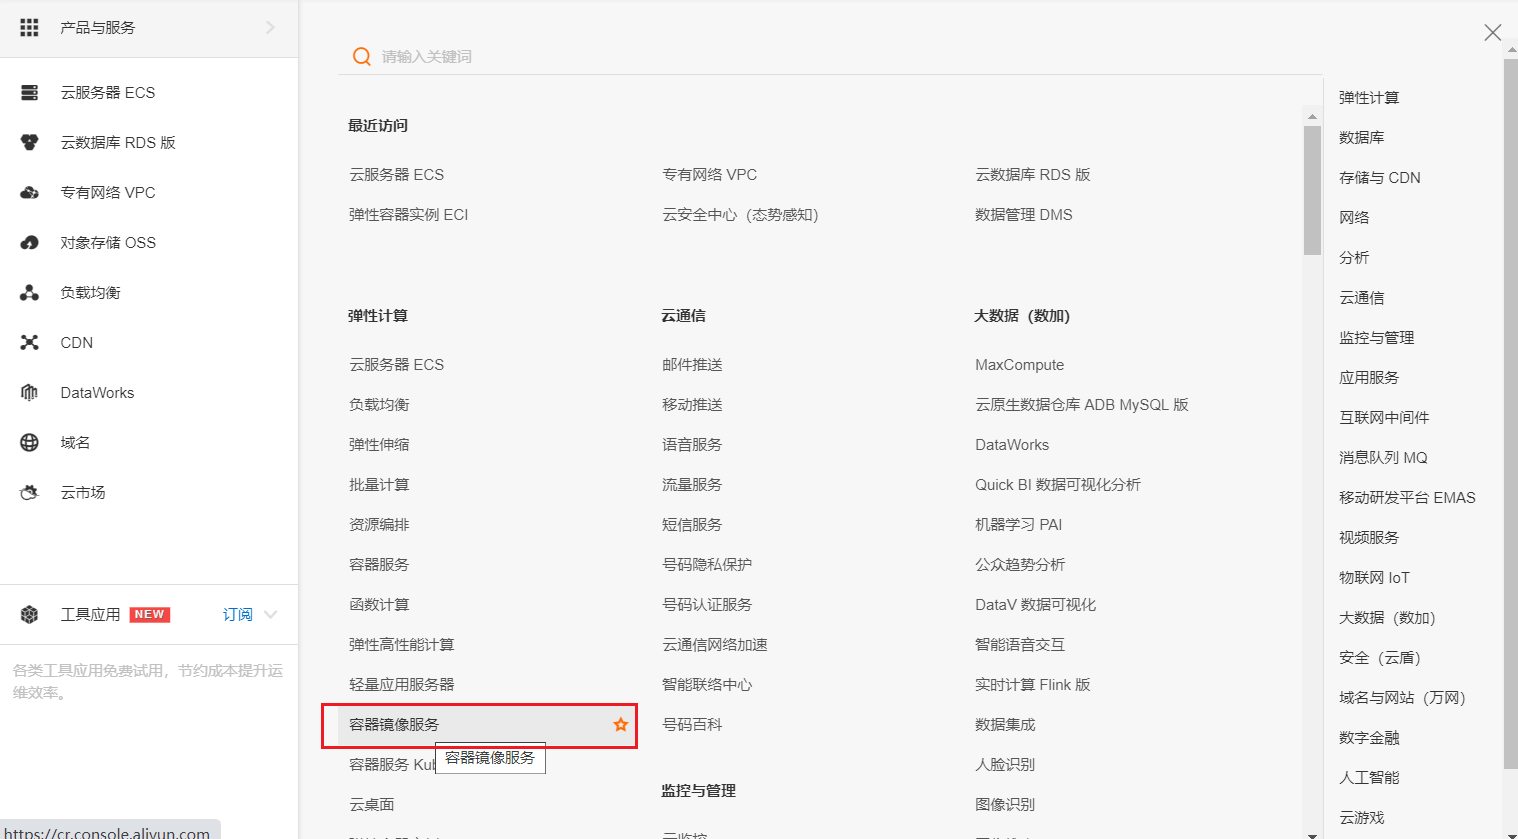 产品与服务
云服务器 ECS
云数据库 RDS 版
专有网络 VPC
对象存储 OSS
负载均衡
CDN
DataWorks
域名
云市场
工具应用 NEW 订阅
各类工具应用免费试用，节约成本提升运
维效率。
https://cr.console.aliyun.com
请输入关键词
最近访问
云服务器 ECS 专有网络 VPC 云数据库 RDS 版
弹性容器实例 ECI 云安全中心（态势感知） 数据管理 DMS
弹性计算
云服务器 ECS
负载均衡
弹性伸缩
批量计算
资源编排
容器服务
函数计算
弹性高性能计算
轻量应用服务器
容器镜像服务
容器镜像服务
容器服务
云桌面
云通信
邮件推送
移动推送
语音服务
流量服务
短信服务
号码隐私保护
号码认证服务
云通信网络加速
智能联络中心
号码百科
监控与管理
云监控
大数据（数加）
MaxCompute
云原生数据仓库 ADB MySQL 版
DataWorks
Quick BI 数据可视化分析
机器学习 PAI
公众趋势分析
DataV 数据可视化
智能语音交互
实时计算 Flink 版
数据集成
人脸识别
图像识别
弹性计算
数据库
存储与 CDN
网络
分析
云通信
监控与管理
应用服务
互联网中间件
消息队列 MQ
移动研发平台 EMAS
视频服务
物联网 IoT
大数据（数加）
安全（云盾）
域名与网站（万网）
数字金融
人工智能
云游戏